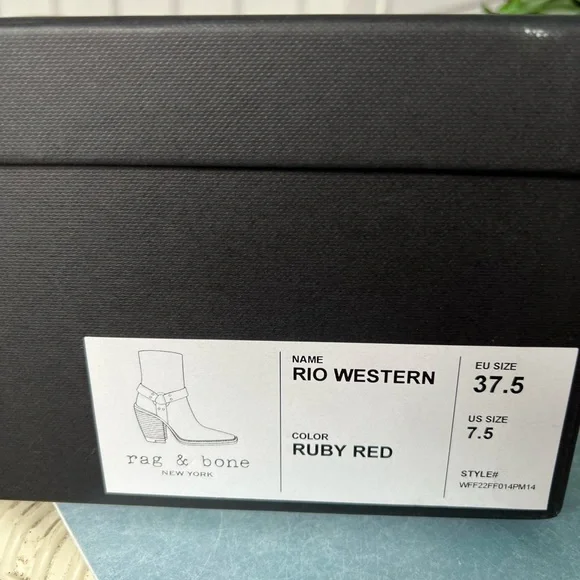 rag & bone
NEW YORK
NAME
RIO WESTERN
COLOR
RUBY RED
EU SIZE
37.5
US SIZE
7.5
STYLE#
WFF22FF014PM14